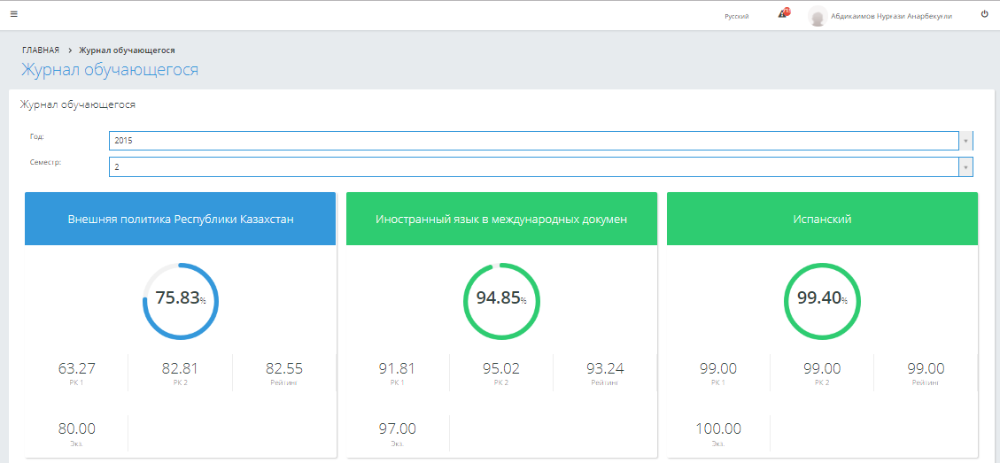 Русский
Абдикаимов Нурғази Анарбекуғли
ГЛАВНАЯ > Журнал обучающегося
Журнал обучающегося
Журнал обучающегося
Год: 2015
Семестр: 2
Внешняя политика Республики Казахстан
75.83%
63.27 82.81 82.55
РК 1 РК 2 Рейтинг
80.00
Экз.
Иностранный язык в международных докумен
94.85%
91.81 95.02 93.24
РК 1 РК 2 Рейтинг
97.00
Экз.
Испанский
99.40%
99.00 99.00 99.00
РК 1 РК 2 Рейтинг
100.00
Экз.